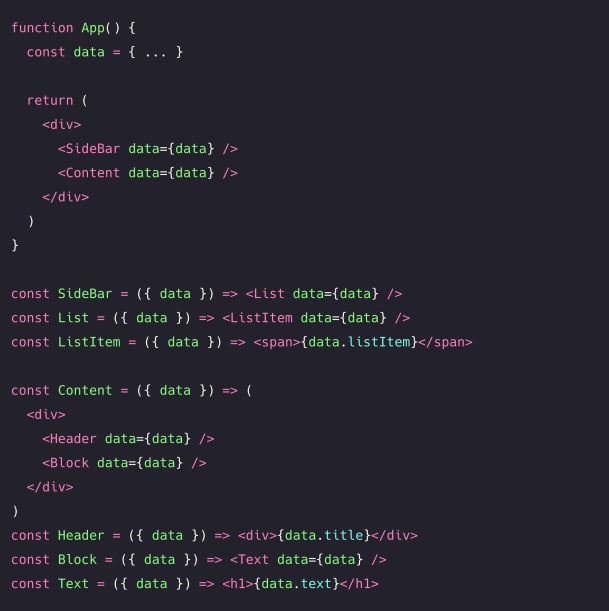 function App() {
  const data = { ... }

  return (
    <div>
      <SideBar data={data} />
      <Content data={data} />
    </div>
  )
}

const SideBar = ({ data }) => <List data={data} />
const List = ({ data }) => <ListItem data={data} />
const ListItem = ({ data }) => <span>{data.listItem}</span>

const Content = ({ data }) => (
  <div>
    <Header data={data} />
    <Block data={data} />
  </div>
)
const Header = ({ data }) => <div>{data.title}</div>
const Block = ({ data }) => <Text data={data} />
const Text = ({ data }) => <h1>{data.text}</h1>